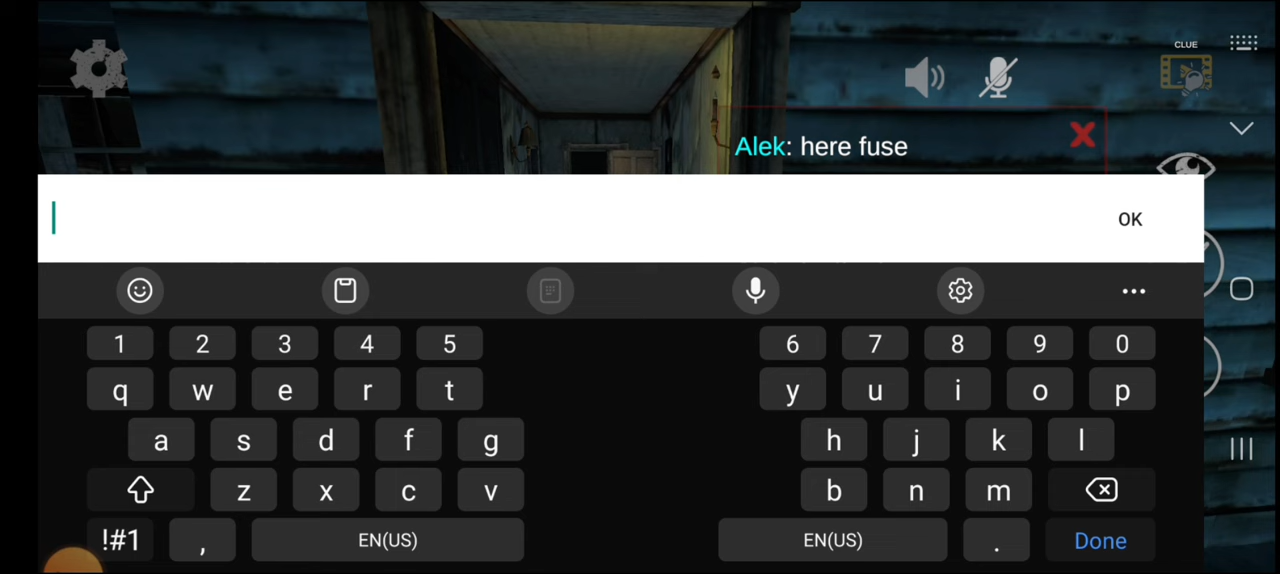 CLUE
Alek: here fuse
OK
1 2 3 4 5 6 7 8 9 0
q w e r t y u i o p
a s d f g h j k l
z x c v b n m
!#1 , EN(US) EN(US) . Done